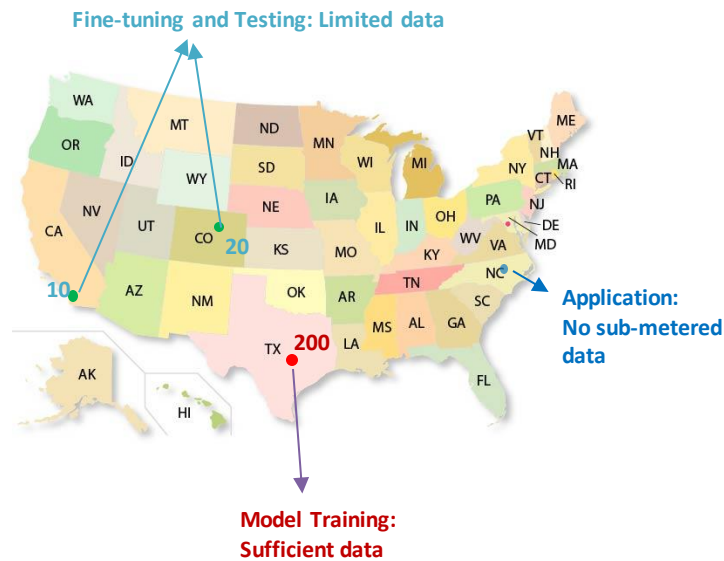 Fine-tuning and Testing: Limited data
WA
MT
ND
MN
ME
OR
ID
WY
SD
WI
MI
VT
NH
NY
MA
CT
RI
NV
UT
CO
20
NE
IA
IL
IN
OH
PA
NJ
DE
MD
CA
10
KS
MO
KY
WV
VA
AZ
NM
OK
AR
TN
NC
SC
TX
200
LA
MS
AL
GA
FL
AK
HI
Application:
No sub-metered
data
Model Training:
Sufficient data